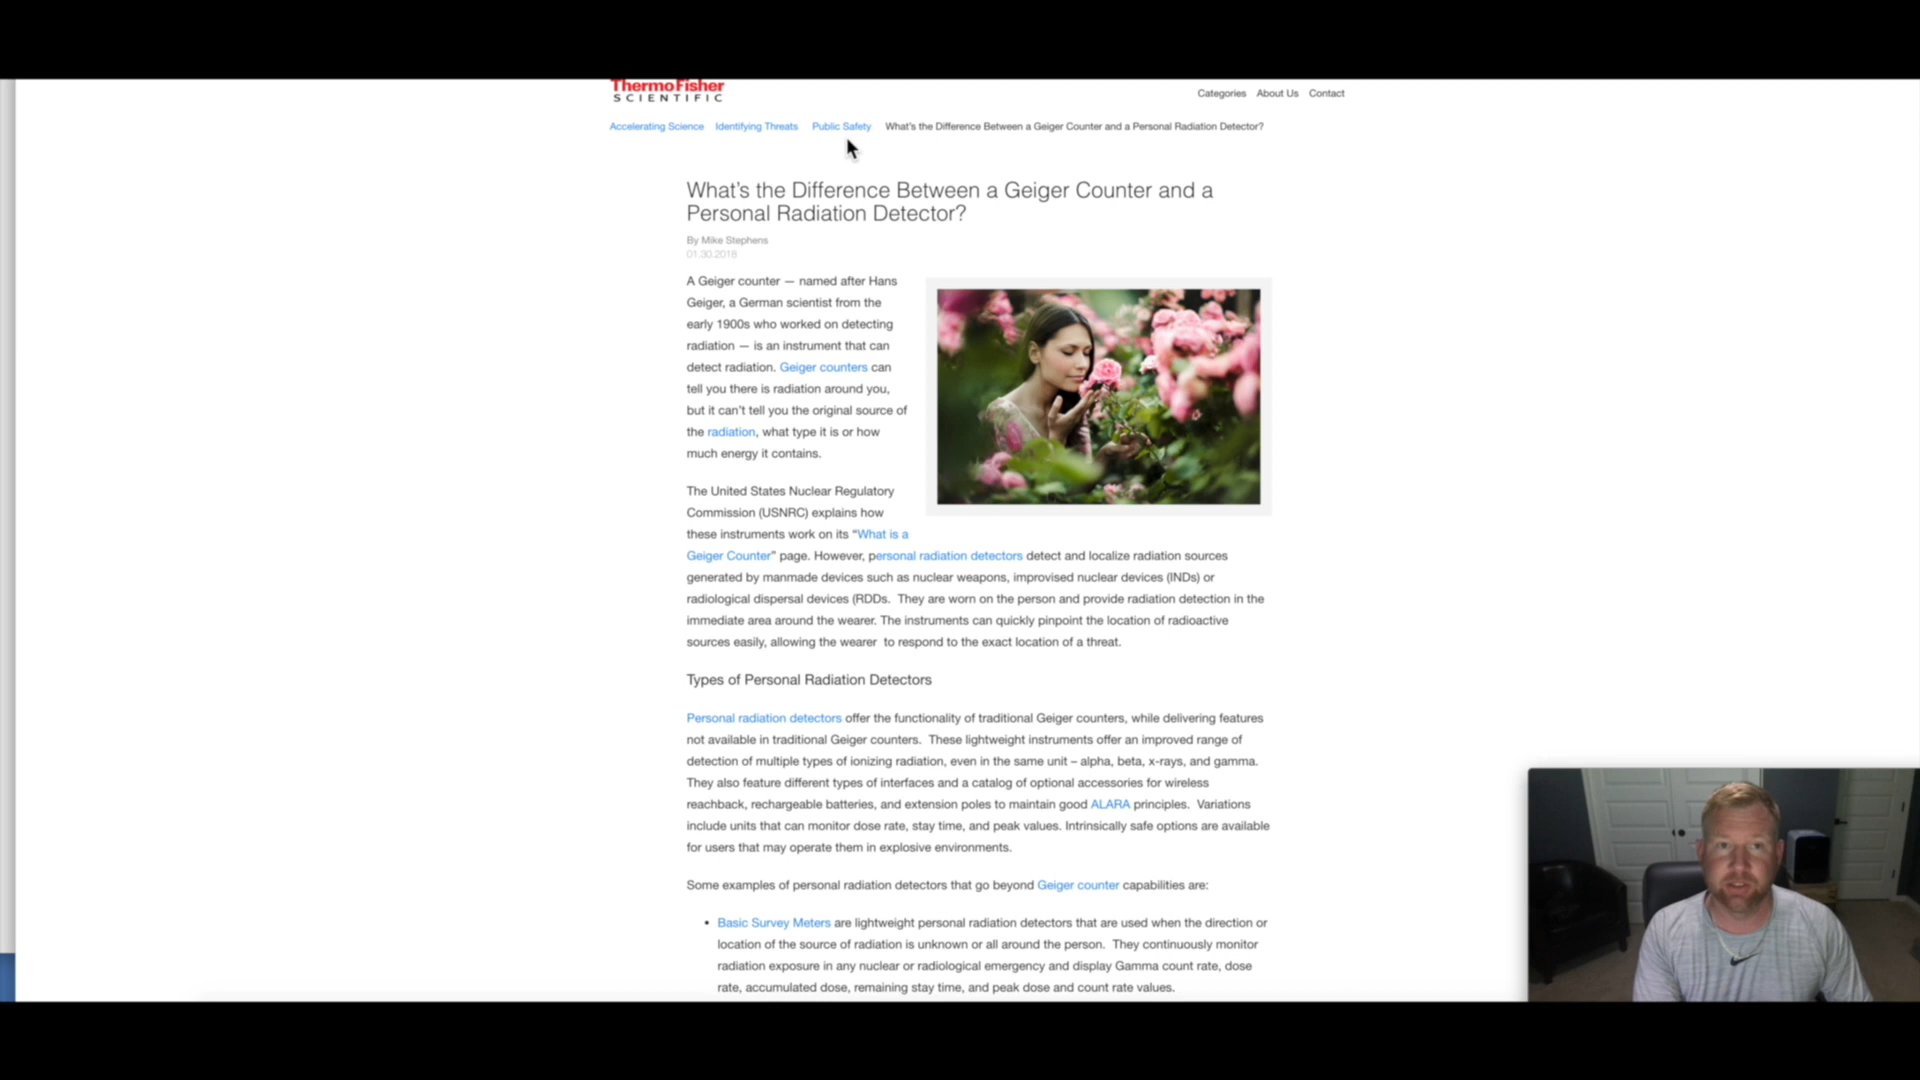 ThermoFisher
SCIENTIFIC
Categories About Us Contact
Accelerating Science Identifying Threats Public Safety What's the Difference Between a Geiger Counter and a Personal Radiation Detector?
What's the Difference Between a Geiger Counter and a
Personal Radiation Detector?
By Mike Stephens
01.30.2018
A Geiger counter — named after Hans
Geiger, a German scientist from the
early 1900s who worked on detecting
radiation — is an instrument that can
detect radiation. Geiger counters can
tell you there is radiation around you,
but it can't tell you the original source of
the radiation, what type it is or how
much energy it contains.
The United States Nuclear Regulatory
Commission (USNRC) explains how
these instruments work on its “What is a
Geiger Counter” page. However, personal radiation detectors detect and localize radiation sources
generated by manmade devices such as nuclear weapons, improvised nuclear devices (INDs) or
radiological dispersal devices (RDDs. They are worn on the person and provide radiation detection in the
immediate area around the wearer. The instruments can quickly pinpoint the location of radioactive
sources easily, allowing the wearer to respond to the exact location of a threat.
Types of Personal Radiation Detectors
Personal radiation detectors offer the functionality of traditional Geiger counters, while delivering features
not available in traditional Geiger counters. These lightweight instruments offer an improved range of
detection of multiple types of ionizing radiation, even in the same unit – alpha, beta, x-rays, and gamma.
They also feature different types of interfaces and a catalog of optional accessories for wireless
reachback, rechargeable batteries, and extension poles to maintain good ALARA principles. Variations
include units that can monitor dose rate, stay time, and peak values. Intrinsically safe options are available
for users that may operate them in explosive environments.
Some examples of personal radiation detectors that go beyond Geiger counter capabilities are:
• Basic Survey Meters are lightweight personal radiation detectors that are used when the direction or
location of the source of radiation is unknown or all around the person. They continuously monitor
radiation exposure in any nuclear or radiological emergency and display Gamma count rate, dose
rate, accumulated dose, remaining stay time, and peak dose and count rate values.